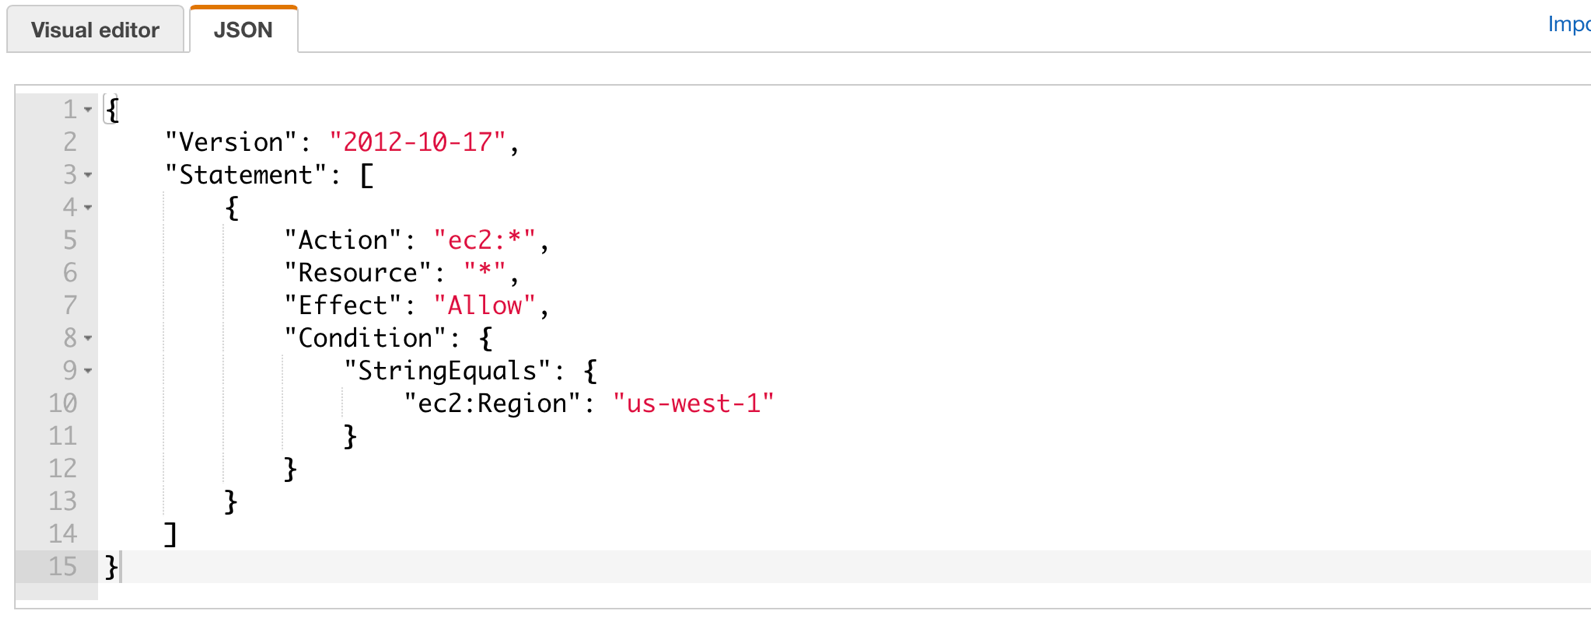 Visual editor JSON Impo
1 {
2 "Version": "2012-10-17",
3 "Statement": [
4 {
5 "Action": "ec2:*",
6 "Resource": "*",
7 "Effect": "Allow",
8 "Condition": {
9 "StringEquals": {
10 "ec2:Region": "us-west-1"
11 }
12 }
13 }
14 ]
15 }